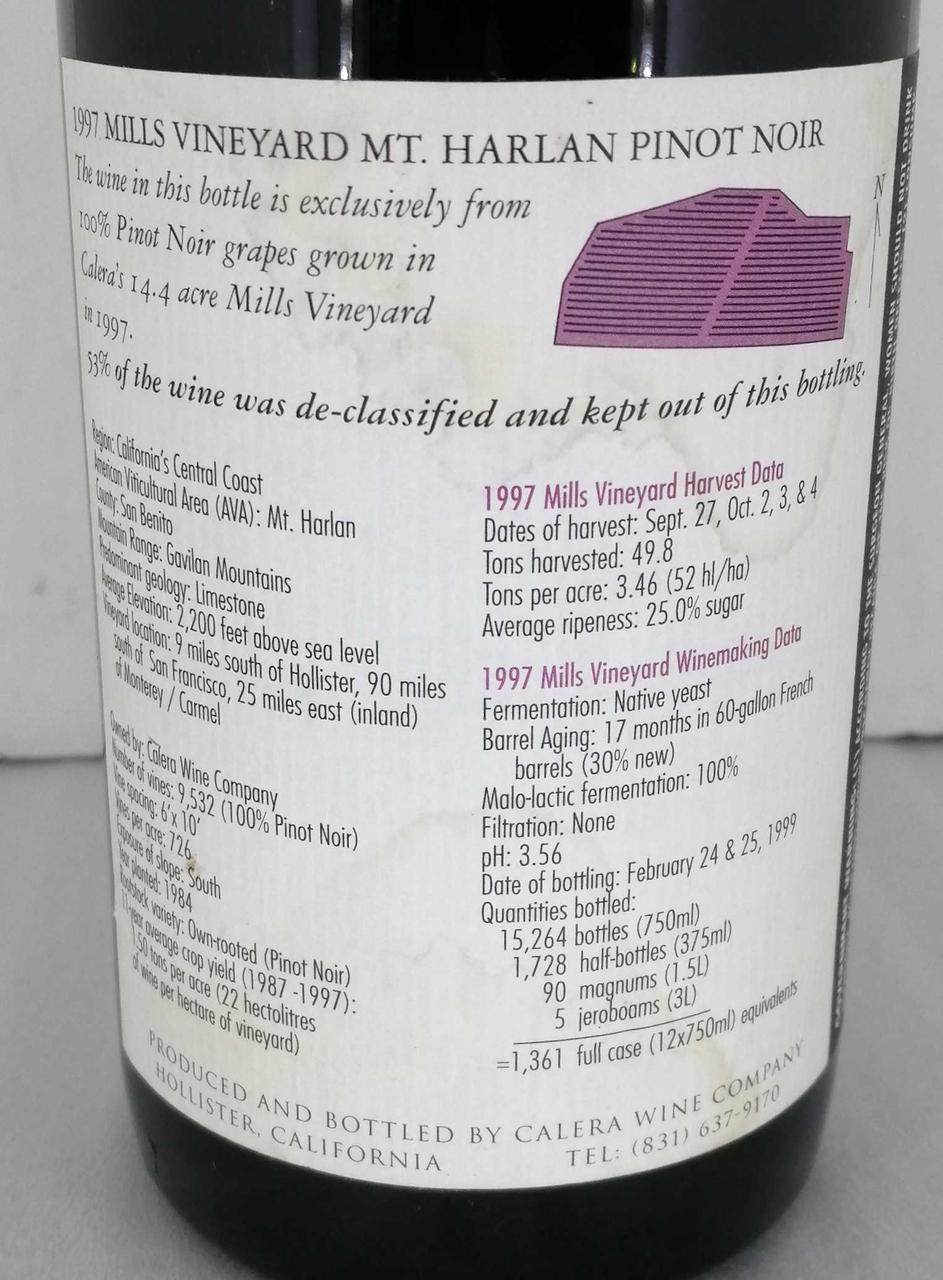 1997 MILLS VINEYARD MT. HARLAN PINOT NOIR
The wine in this bottle is exclusively from
100% Pinot Noir grapes grown in
Calera's 14.4 acre Mills Vineyard
in 1997.
N
53% of the wine was de-classified and kept out of this bottling.
Region: California's Central Coast
American Viticultural Area (AVA): Mt. Harlan
County: San Benito
Mountain Range: Gavilan Mountains
Predominant geology: Limestone
Average Elevation: 2,200 feet above sea level
Vineyard location: 9 miles south of Hollister, 90 miles
south of San Francisco, 25 miles east (inland)
of Monterey / Carmel
Owned by: Calera Wine Company
Number of vines: 9,532 (100% Pinot Noir)
Vine spacing: 6'x 10'
Vines per acre: 726
Exposure of slope: South
Year planted: 1984
Rootstock variety: Own-rooted (Pinot Noir)
11-year average crop yield (1987 -1997):
1.50 tons per acre (22 hectolitres
of wine per hectare of vineyard)
1997 Mills Vineyard Harvest Data
Dates of harvest: Sept. 27, Oct. 2, 3, & 4
Tons harvested: 49.8
Tons per acre: 3.46 (52 hl/ha)
Average ripeness: 25.0% sugar
1997 Mills Vineyard Winemaking Data
Fermentation: Native yeast
Barrel Aging: 17 months in 60-gallon French
barrels (30% new)
Malo-lactic fermentation: 100%
Filtration: None
pH: 3.56
Date of bottling: February 24 & 25, 1999
Quantities bottled:
15,264 bottles (750ml)
1,728 half-bottles (375ml)
90 magnums (1.5L)
5 jeroboams (3L)
=1,361 full case (12x750ml) equivalents
PRODUCED AND BOTTLED BY CALERA WINE COMPANY
HOLLISTER, CALIFORNIA TEL: (831) 637-9170
WOMEN SHOULD NOT DRINK